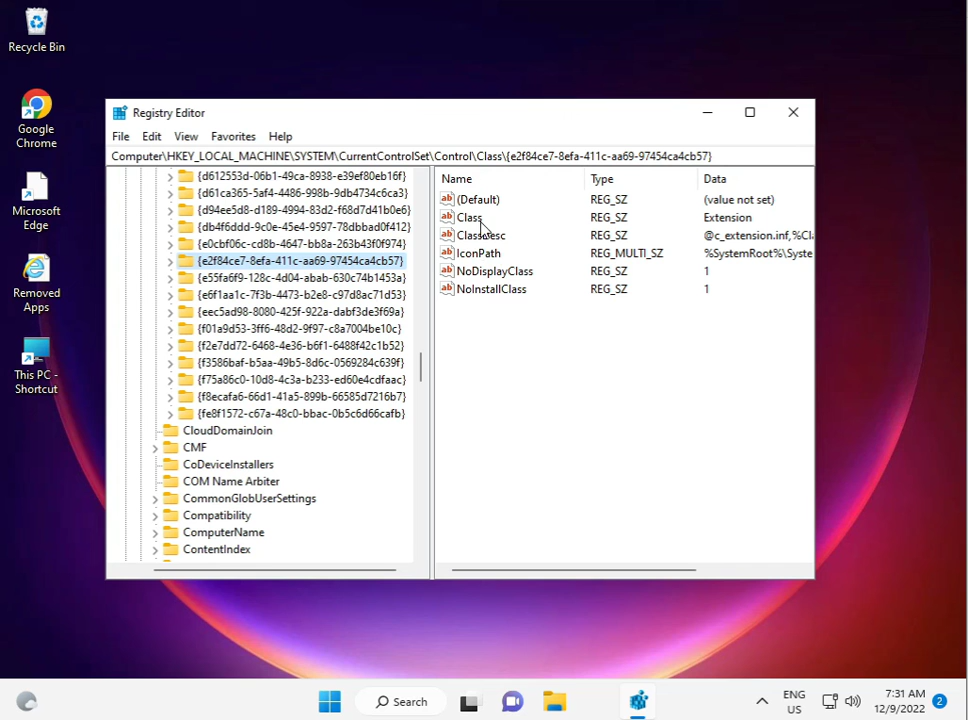 Recycle Bin
Google
Chrome
Microsoft
Edge
Removed
Apps
This PC -
Shortcut
Registry Editor
File Edit View Favorites Help
Computer\HKEY_LOCAL_MACHINE\SYSTEM\CurrentControlSet\Control\Class\{e2f84ce7-8efa-411c-aa69-97454ca4cb57}
{d612553d-06b1-49ca-8938-e39ef80eb16f}
{d61ca365-5af4-4486-998b-9db4734c6ca3}
{d94ee5d8-d189-4994-83d2-f68d7d41b0e6}
{db4f6ddd-9c0e-45e4-9597-78dbbad0f412}
{e0cbf06c-cd8b-4647-bb8a-263b43f0f974}
{e2f84ce7-8efa-411c-aa69-97454ca4cb57}
{e55fa6f9-128c-4d04-abab-630c74b1453a}
{e6f1aa1c-7f3b-4473-b2e8-c97d8ac71d53}
{eec5ad98-8080-425f-922a-dabf3de3f69a}
{f01a9d53-3ff6-48d2-9f97-c8a7004be10c}
{f2e7dd72-6468-4e36-b6f1-6488f42c1b52}
{f3586baf-b5aa-49b5-8d6c-0569284c639f}
{f75a86c0-10d8-4c3a-b233-ed60e4cdfaac}
{f8ecafa6-66d1-41a5-899b-66585d7216b7}
{fe8f1572-c67a-48c0-bbac-0b5c6d66cafb}
CloudDomainJoin
CMF
CoDeviceInstallers
COM Name Arbiter
CommonGlobUserSettings
Compatibility
ComputerName
ContentIndex
Name Type Data
(Default) REG_SZ (value not set)
Class REG_SZ Extension
ClassDesc REG_SZ @c_extension.inf,%Cla
IconPath REG_MULTI_SZ %SystemRoot%\Syste
NoDisplayClass REG_SZ 1
NoInstallClass REG_SZ 1
Search
ENG
US
7:31 AM
12/9/2022
2